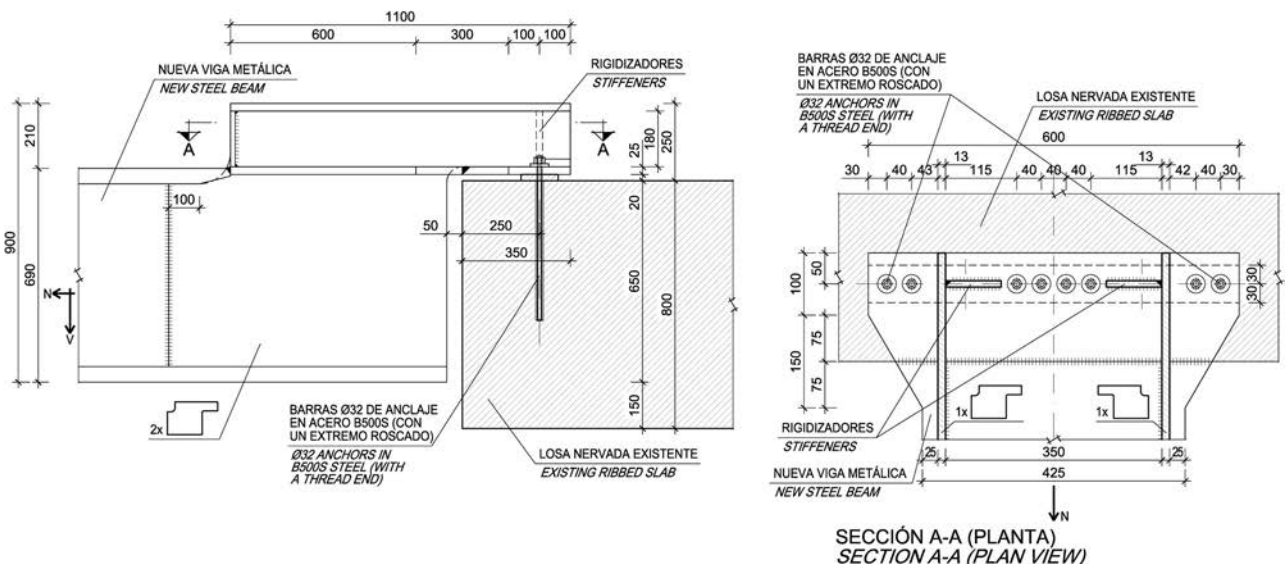 1100
600
300
100
100
NUEVA VIGA METÁLICA
NEW STEEL BEAM
RIGIDIZADORES
STIFFENERS
210
900
690
A
A
25
180
250
100
50
250
350
20
650
800
150
N
V
2x
BARRAS Ø32 DE ANCLAJE
EN ACERO B500S (CON
UN EXTREMO ROSCADO)
Ø32 ANCHORS IN
B500S STEEL (WITH
A THREAD END)
LOSA NERVADA EXISTENTE
EXISTING RIBBED SLAB
BARRAS Ø32 DE ANCLAJE
EN ACERO B500S (CON
UN EXTREMO ROSCADO)
Ø32 ANCHORS IN
B500S STEEL (WITH
A THREAD END)
LOSA NERVADA EXISTENTE
EXISTING RIBBED SLAB
600
13
13
30
40
43
115
40
40
40
115
42
40
30
100
50
30
30
150
75
75
1x
1x
RIGIDIZADORES
STIFFENERS
NUEVA VIGA METÁLICA
NEW STEEL BEAM
25
350
25
425
N
SECCIÓN A-A (PLANTA)
SECTION A-A (PLAN VIEW)